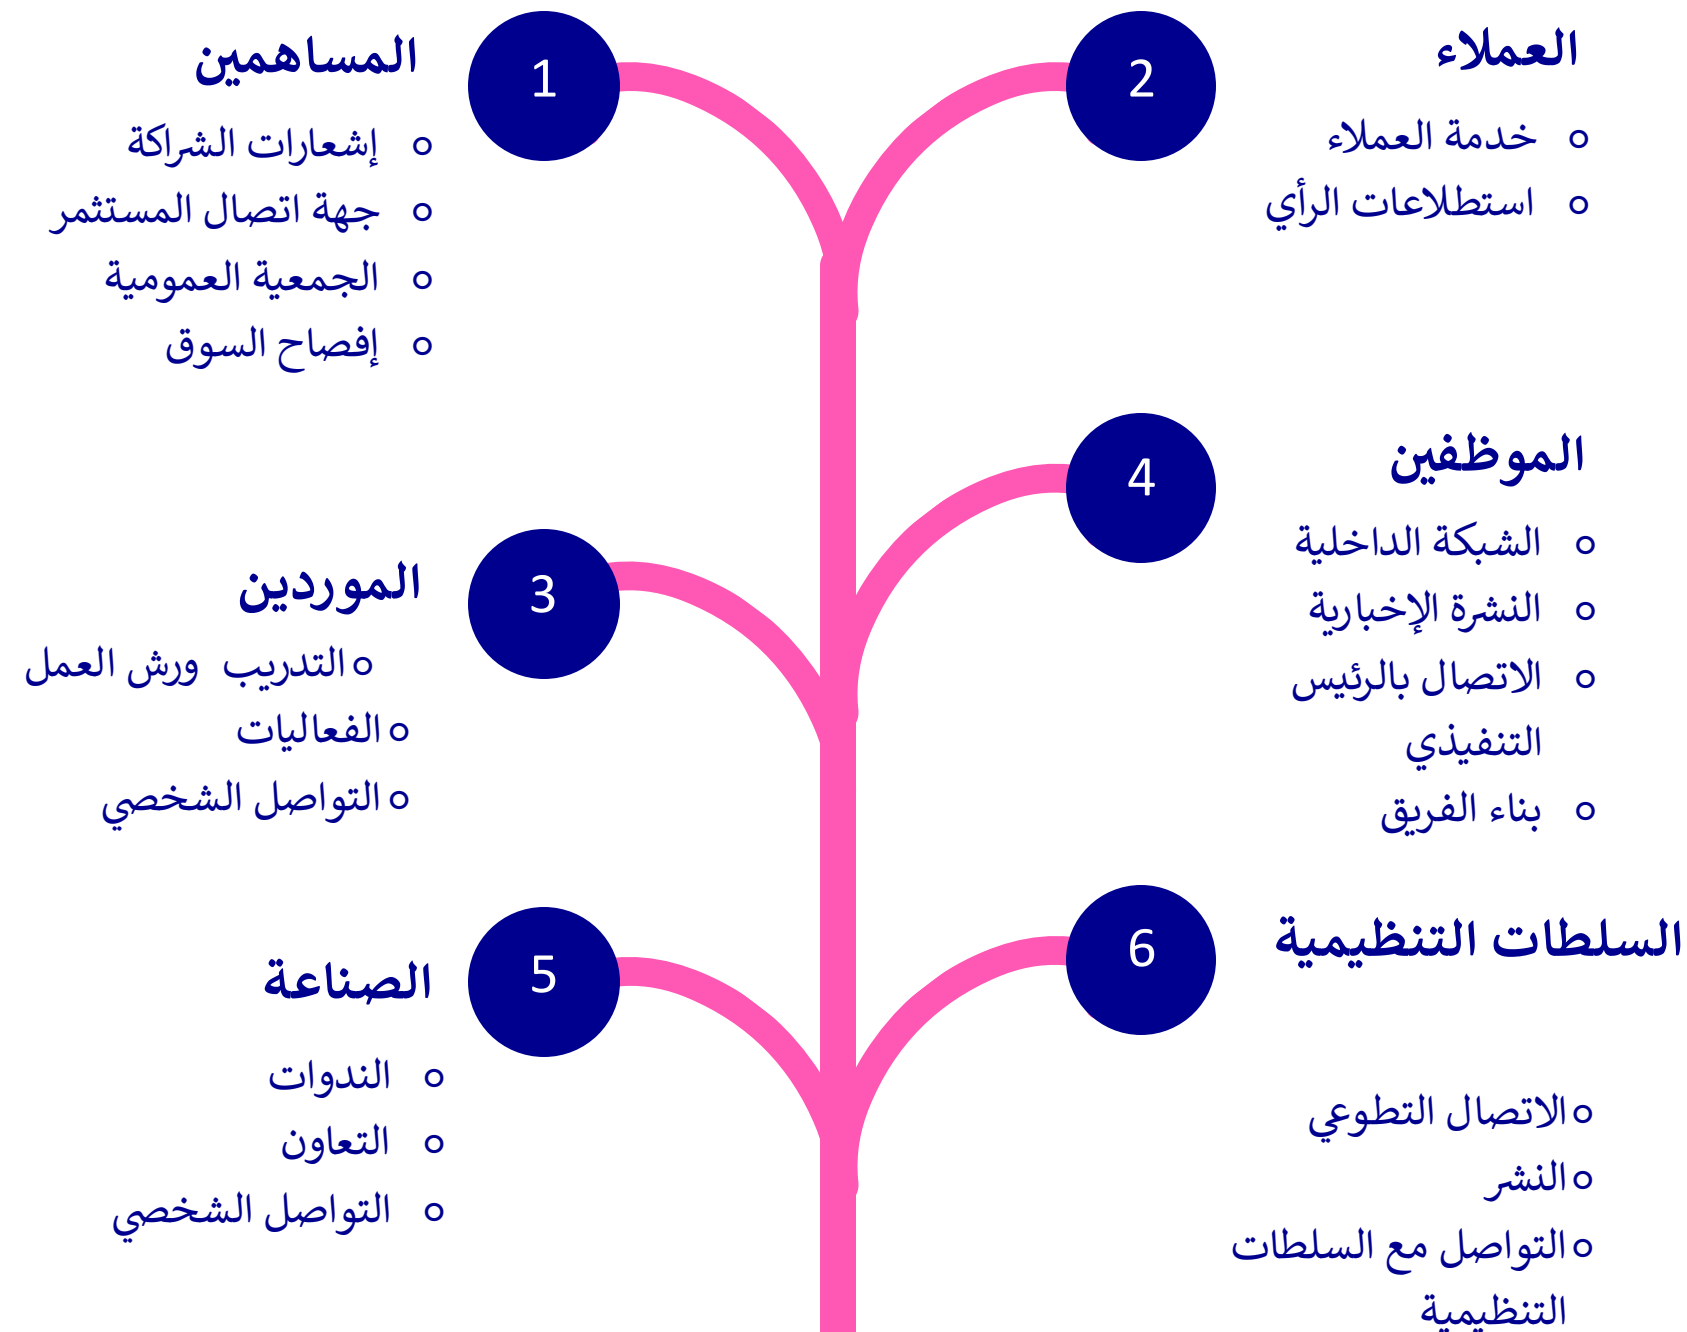 1
المساهمين
○ إشعارات الشراكة
○ جهة اتصال المستثمر
○ الجمعية العمومية
○ إفصاح السوق
2
العملاء
○ خدمة العملاء
○ استطلاعات الرأي
3
الموردين
○ التدريب ورش العمل
○ الفعاليات
○ التواصل الشخصي
4
الموظفين
○ الشبكة الداخلية
○ النشرة الإخبارية
○ الاتصال بالرئيس
التنفيذي
○ بناء الفريق
5
الصناعة
○ الندوات
○ التعاون
○ التواصل الشخصي
6
السلطات التنظيمية
○ الاتصال التطوعي
○ النشر
○ التواصل مع السلطات
التنظيمية